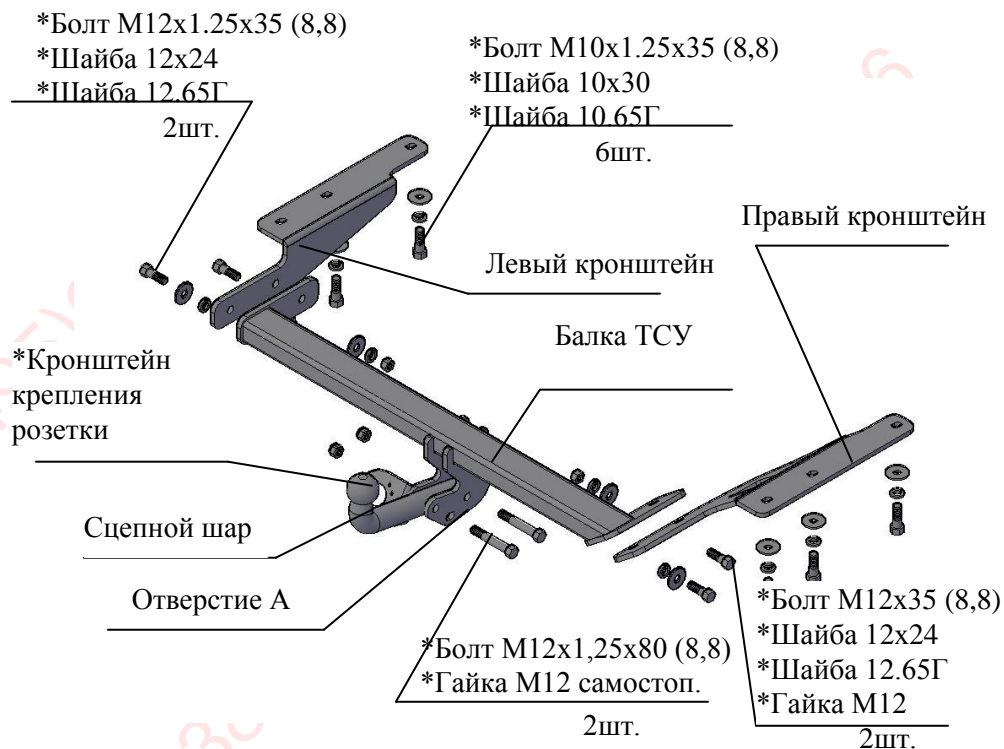 *Болт М12х1.25х35 (8,8)
*Шайба 12х24
*Шайба 12.65Г
2шт.
*Болт М10х1.25х35 (8,8)
*Шайба 10х30
*Шайба 10.65Г
6шт.
Правый кронштейн
Левый кронштейн
Балка ТСУ
*Кронштейн
крепления
розетки
Сцепной шар
Отверстие А
*Болт М12х1,25х80 (8,8)
*Гайка М12 самостоп.
2шт.
*Болт М12х35 (8,8)
*Шайба 12х24
*Шайба 12.65Г
*Гайка М12
2шт.